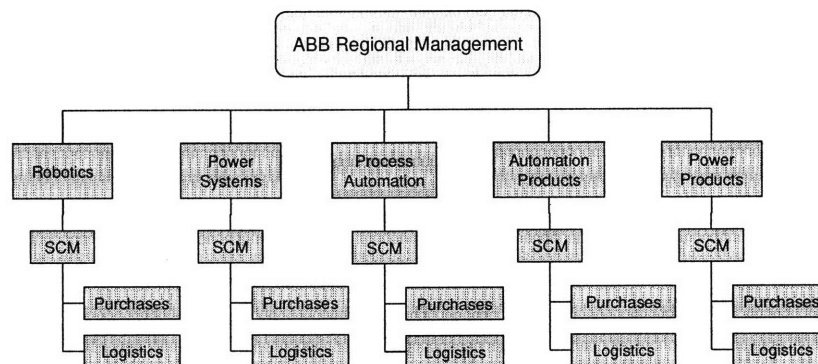 ABB Regional Management
Robotics
Power
Systems
Process
Automation
Automation
Products
Power
Products
SCM
SCM
SCM
SCM
SCM
Purchases
Purchases
Purchases
Purchases
Purchases
Logistics
Logistics
Logistics
Logistics
Logistics